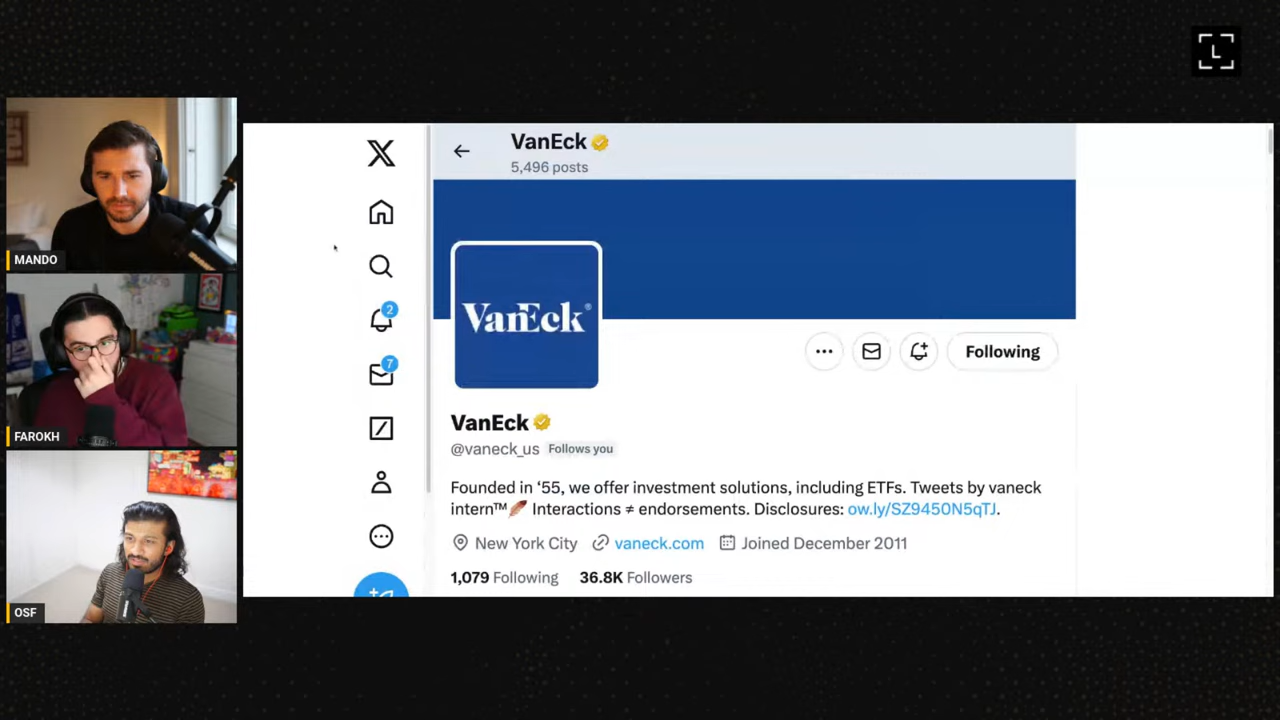 L
MANDO
FAROKH
OSF
VanEck
5,496 posts
2
7
VanEck®
Following
VanEck
@vaneck_us Follows you
Founded in ‘55, we offer investment solutions, including ETFs. Tweets by vaneck
intern™🪶 Interactions ≠ endorsements. Disclosures: ow.ly/SZ9450N5qTJ.
New York City vaneck.com Joined December 2011
1,079 Following 36.8K Followers